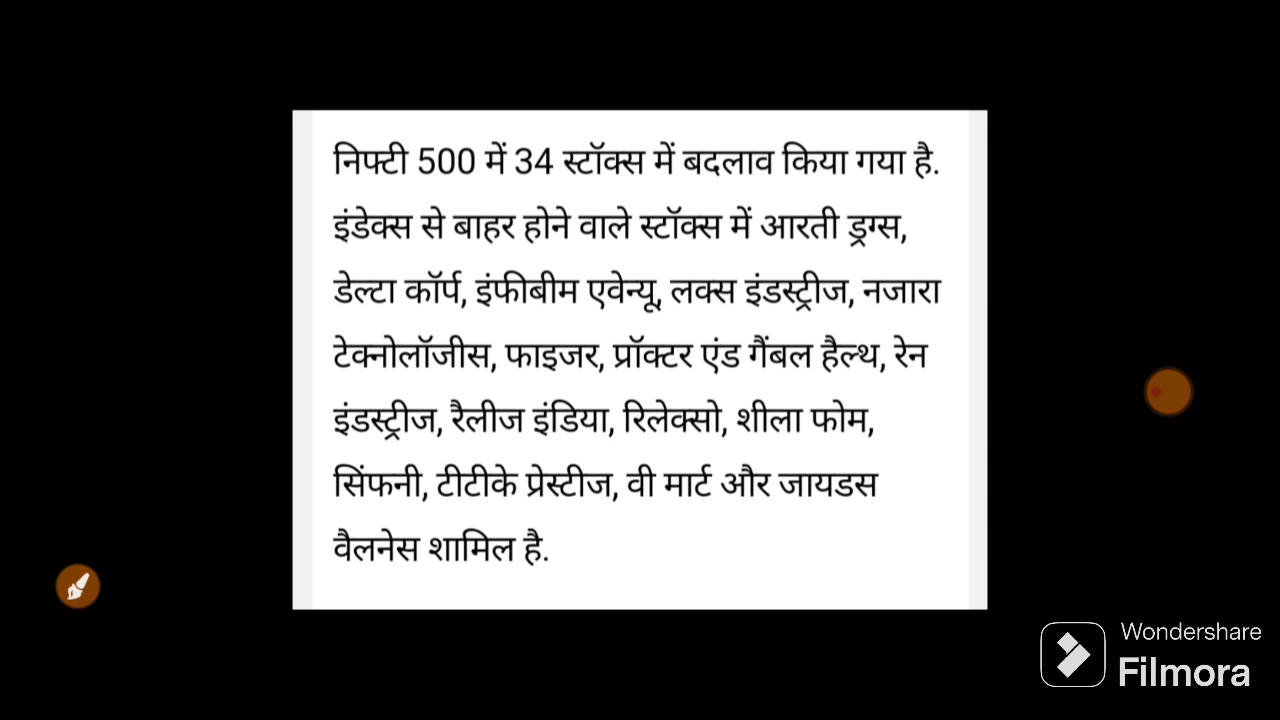 निफ्टी 500 में 34 स्टॉक्स में बदलाव किया गया है.
इंडेक्स से बाहर होने वाले स्टॉक्स में आरती ड्रग्स,
डेल्टा कॉर्प, इंफीबीम एवेन्यू, लक्स इंडस्ट्रीज, नजारा
टेक्नोलॉजीस, फाइजर, प्रॉक्टर एंड गैंबल हैल्थ, रेन
इंडस्ट्रीज, रैलीज इंडिया, रिलेक्सो, शीला फोम,
सिंफनी, टीटीके प्रेस्टीज, वी मार्ट और जायडस
वैलनेस शामिल है.
Wondershare
Filmora